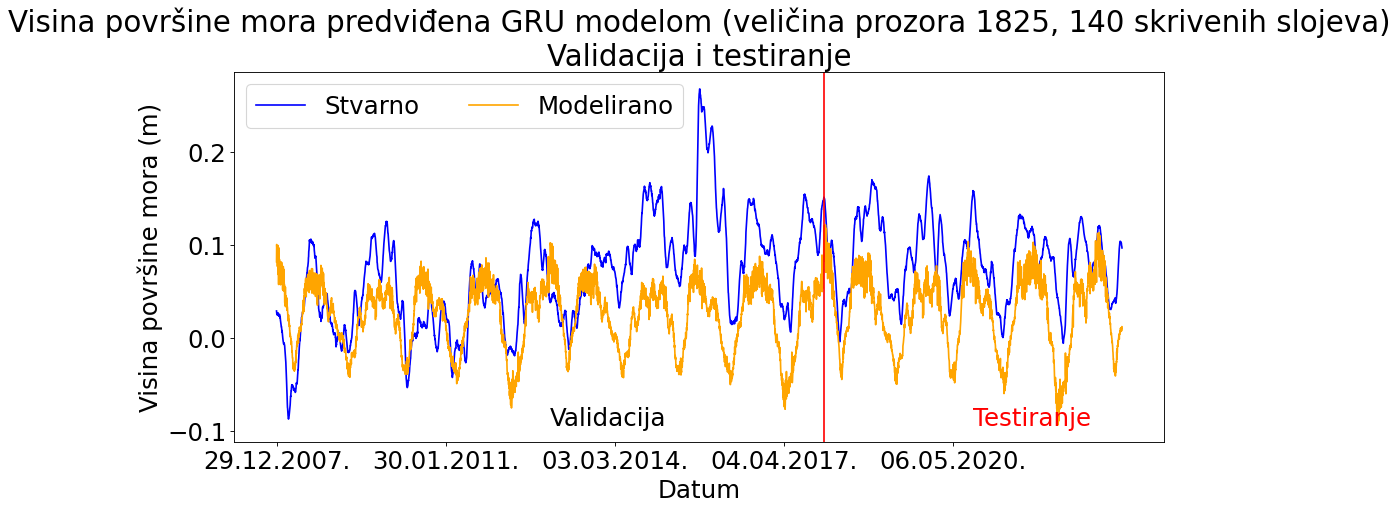 Visina površine mora predviđena GRU modelom (veličina prozora 1825, 140 skrivenih slojeva)
Validacija i testiranje
Stvarno
Modelirano
Visina površine mora (m)
0.2
0.1
0.0
−0.1
Validacija
Testiranje
29.12.2007.
30.01.2011.
03.03.2014.
04.04.2017.
06.05.2020.
Datum